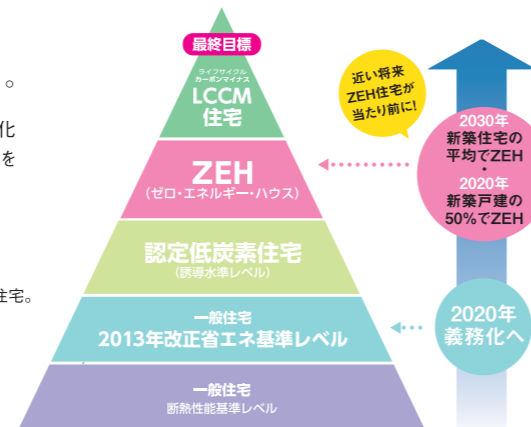 。
化
を
住宅。
最終目標
ライフサイクル
カーボンマイナス
LCCM
住宅
ZEH
(ゼロ・エネルギー・ハウス)
認定低炭素住宅
(誘導水準レベル)
一般住宅
2013年改正省エネ基準レベル
一般住宅
断熱性能基準レベル
近い将来
ZEH住宅が
当たり前に!
2030年
新築住宅の
平均でZEH
・
2020年
新築戸建の
50%でZEH
2020年
義務化へ